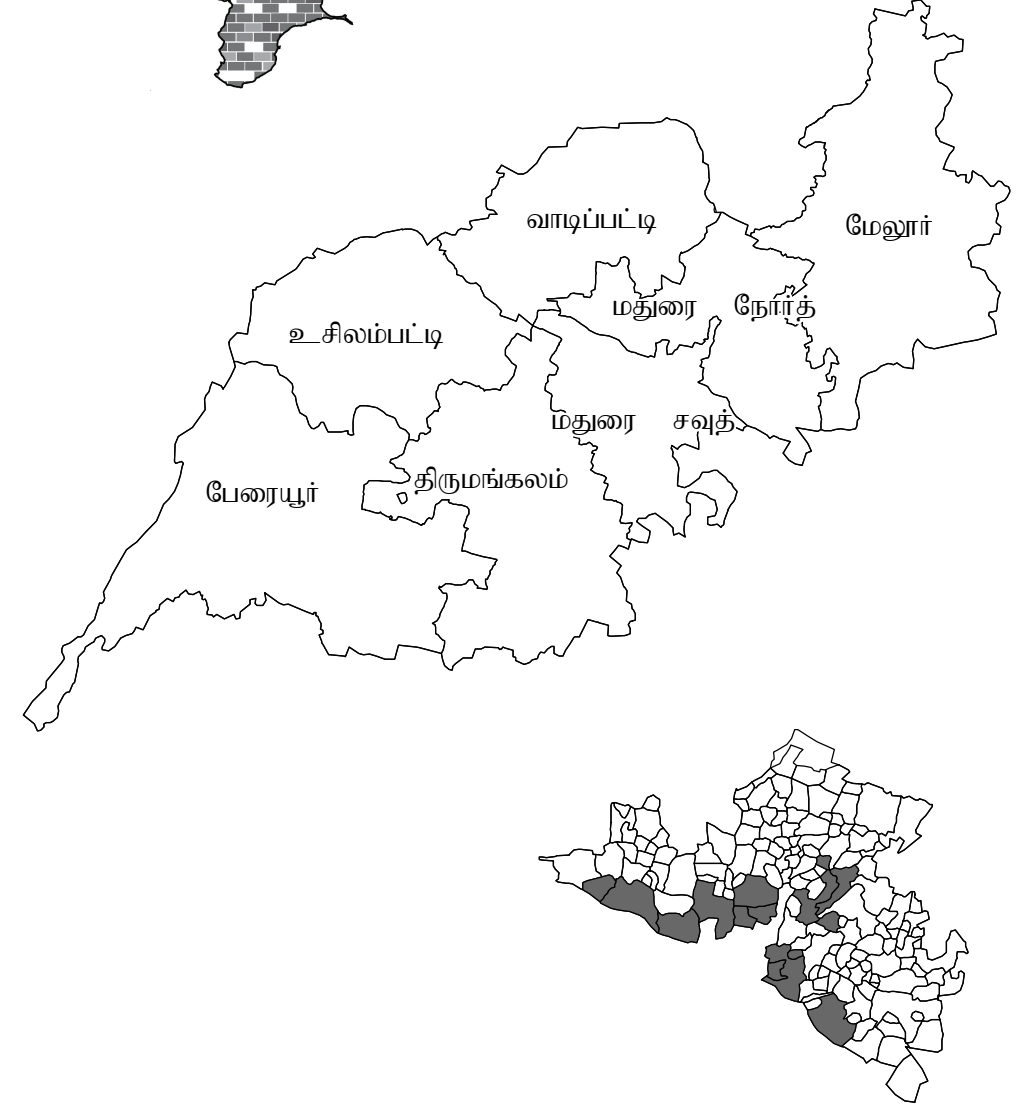 வாடிப்பட்டி
மேலூர்
மதுரை நோர்த்
உசிலம்பட்டி
மதுரை சவுத்
திருமங்கலம்
பேரையூர்